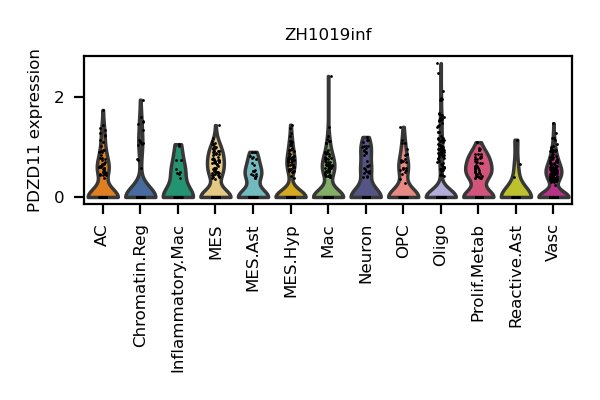 ZH1019inf
PDZD11 expression
2
0
AC
Chromatin.Reg
Inflammatory.Mac
MES
MES.Ast
MES.Hyp
Mac
Neuron
OPC
Oligo
Prolif.Metab
Reactive.Ast
Vasc